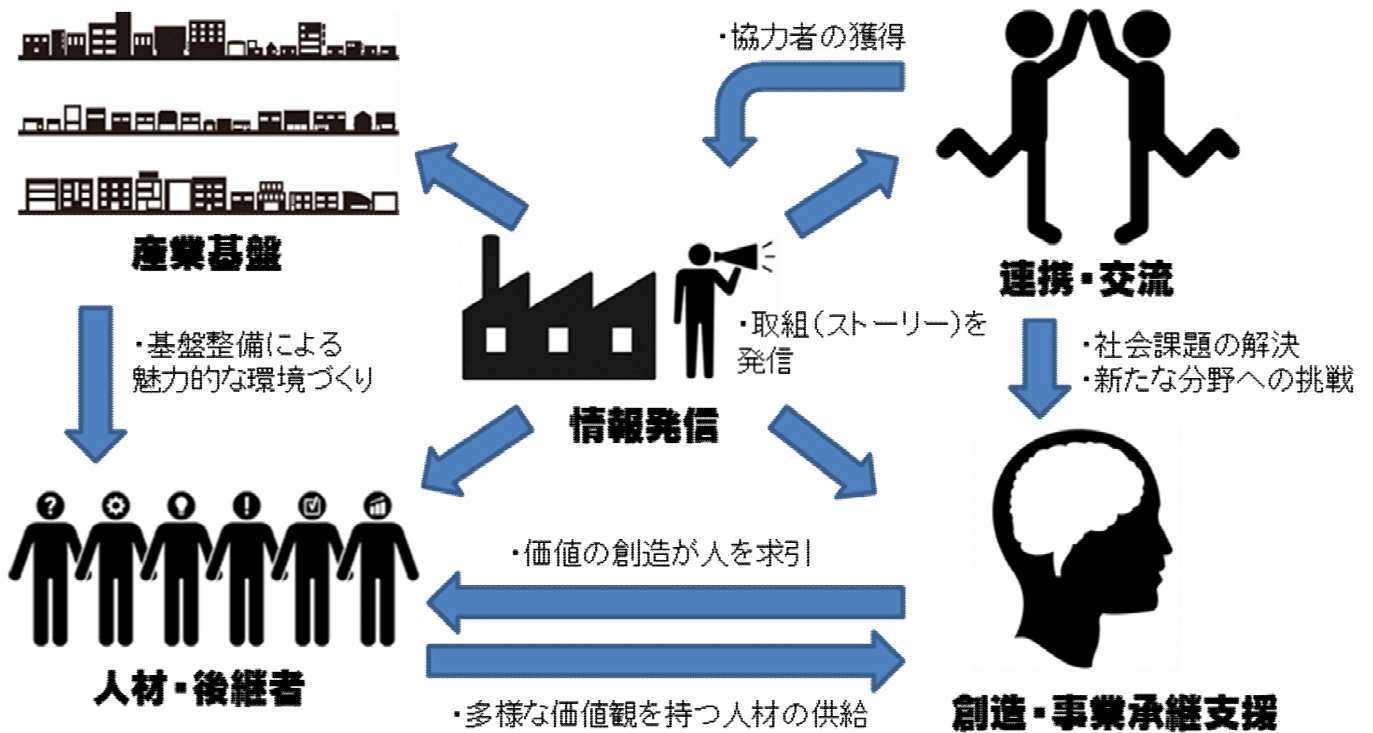 ・協力者の獲得
産業基盤
連携・交流
・基盤整備による
魅力的な環境づくり
・取組(ストーリー)を
発信
・社会課題の解決
・新たな分野への挑戦
情報発信
?
!
・価値の創造が人を求引
人材・後継者
・多様な価値観を持つ人材の供給
創造・事業承継支援